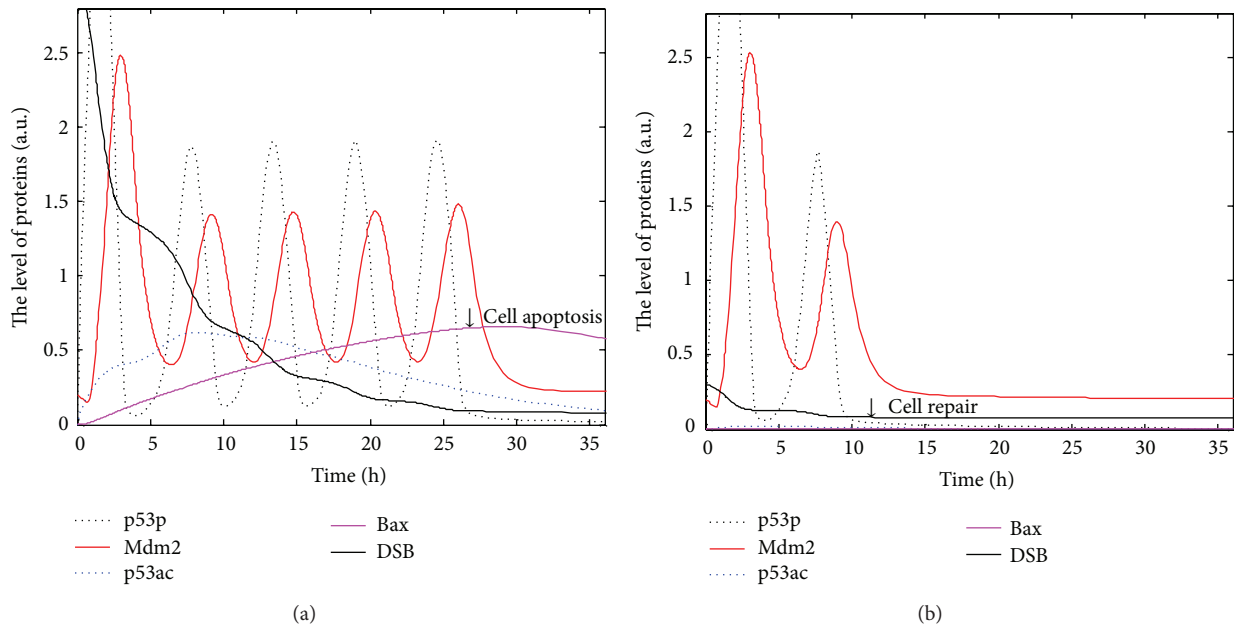 The level of proteins (a.u.)
2.5
2
1.5
1
0.5
0
↓ Cell apoptosis
0 5 10 15 20 25 30 35
Time (h)
p53p
Mdm2
p53ac
Bax
DSB
(a)
The level of proteins (a.u.)
2.5
2
1.5
1
0.5
0
↓ Cell repair
0 5 10 15 20 25 30 35
Time (h)
p53p
Mdm2
p53ac
Bax
DSB
(b)